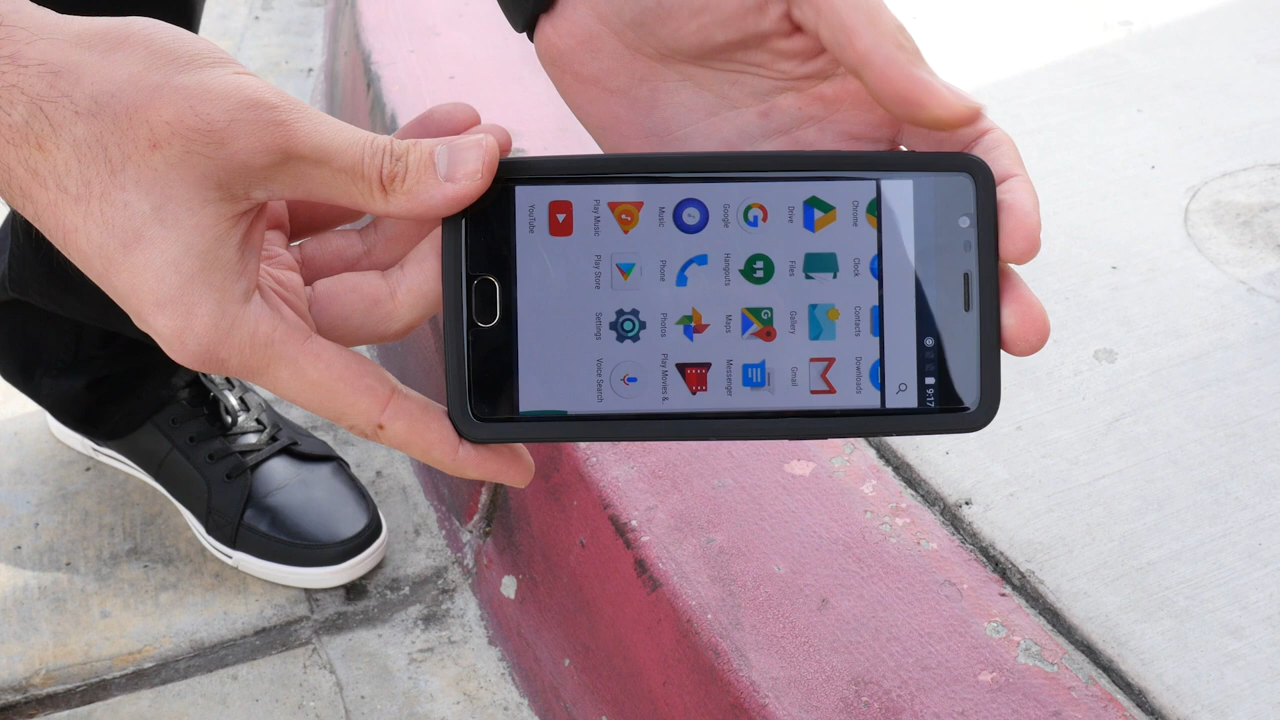 9:17
Chrome Clock Contacts Downloads
Drive Files Gallery Gmail
Google Hangouts Maps Messenger
Music Phone Photos Play Movies &
Play Music Play Store Settings Voice Search
YouTube